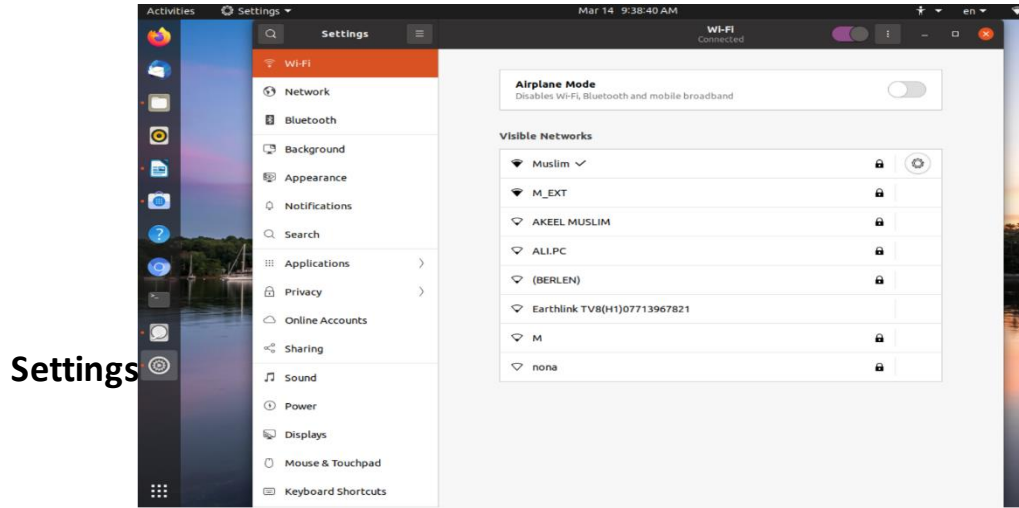 Activities Settings Mar 14 9:38:40 AM en
Settings
Wi-Fi
Connected
Wi-Fi
Network
Bluetooth
Background
Appearance
Notifications
Search
Applications
Privacy
Online Accounts
Sharing
Sound
Power
Displays
Mouse & Touchpad
Keyboard Shortcuts
Airplane Mode
Disables Wi-Fi, Bluetooth and mobile broadband
Visible Networks
Muslim
M_EXT
AKEEL MUSLIM
ALI.PC
(BERLEN)
Earthlink TV8(H1)07713967821
M
nona
Settings